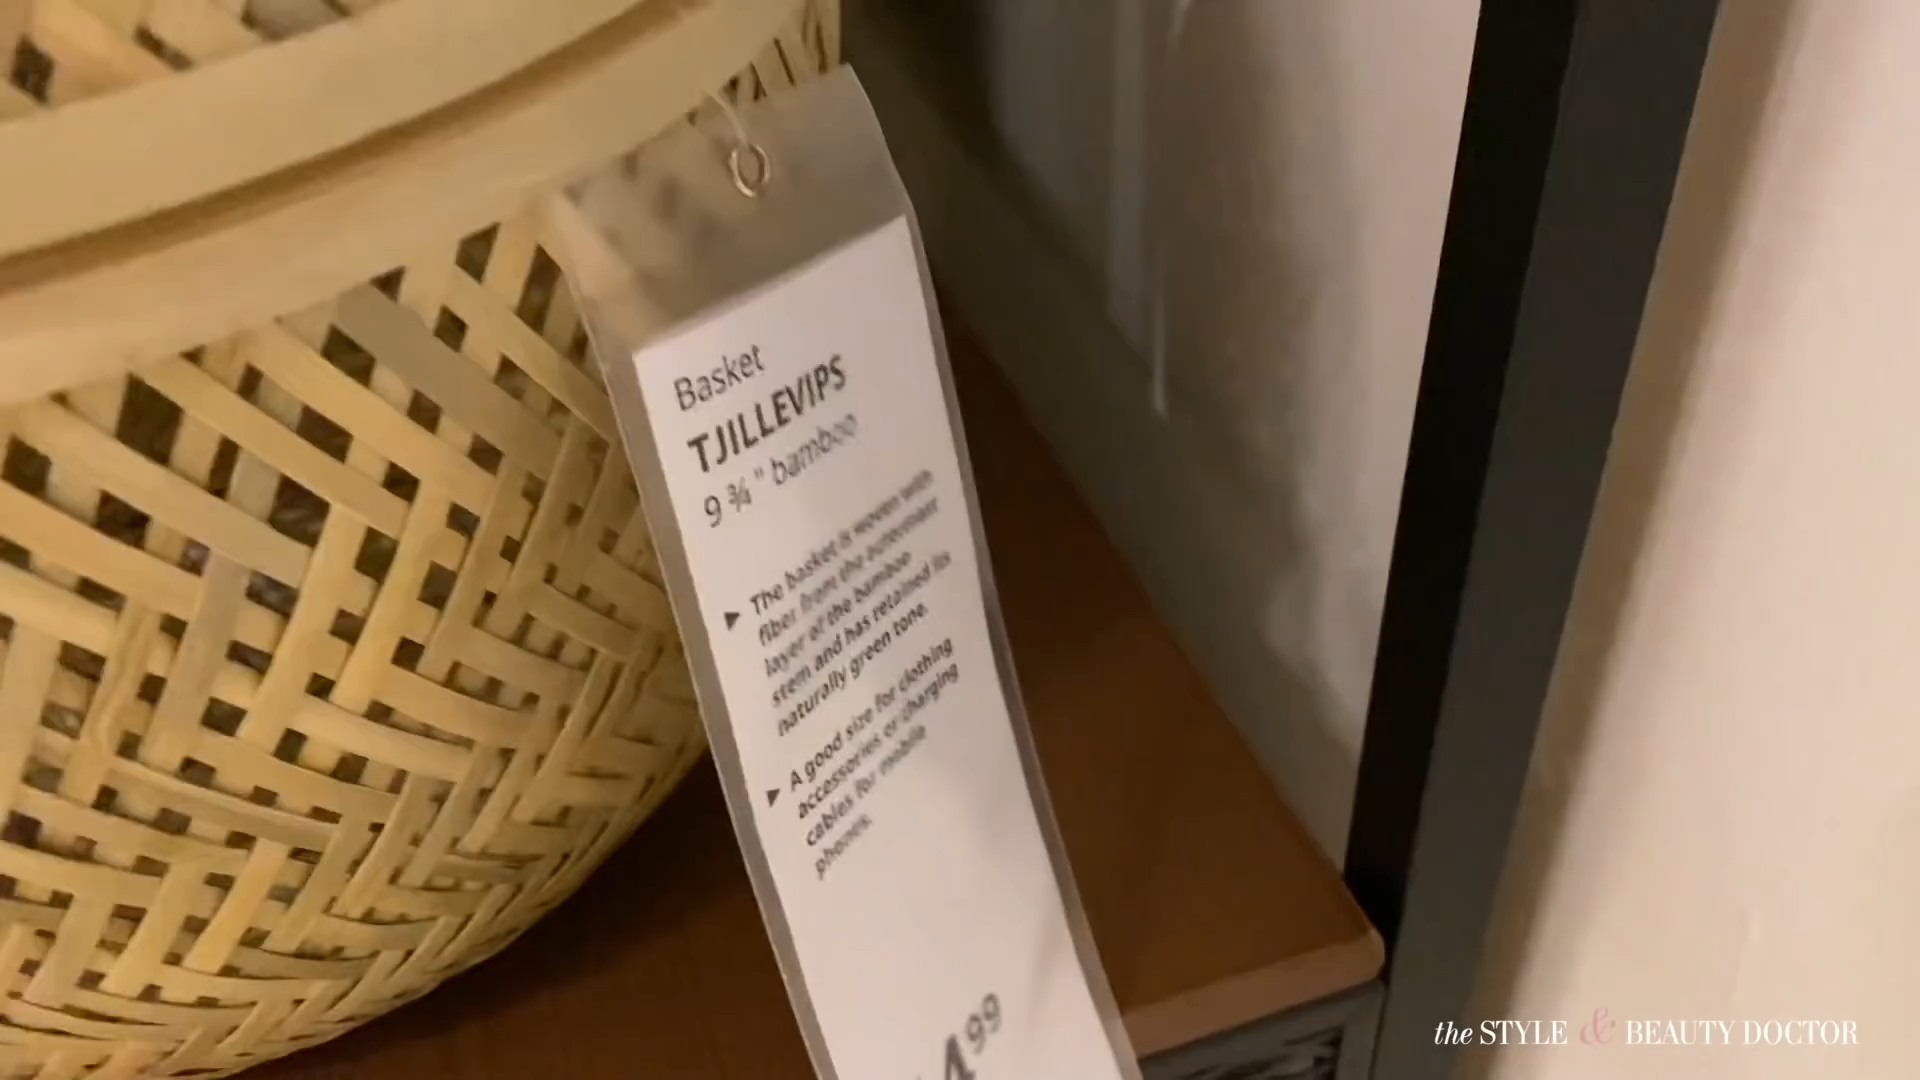 Basket
TJILLEVIPS
9 ¾" bamboo
► The basket is woven with
fiber from the outermost
layer of the bamboo
stem and has retained its
naturally green tone.
► A good size for clothing
accessories or charging
cables for mobile
phones.
4.99
the STYLE & BEAUTY DOCTOR